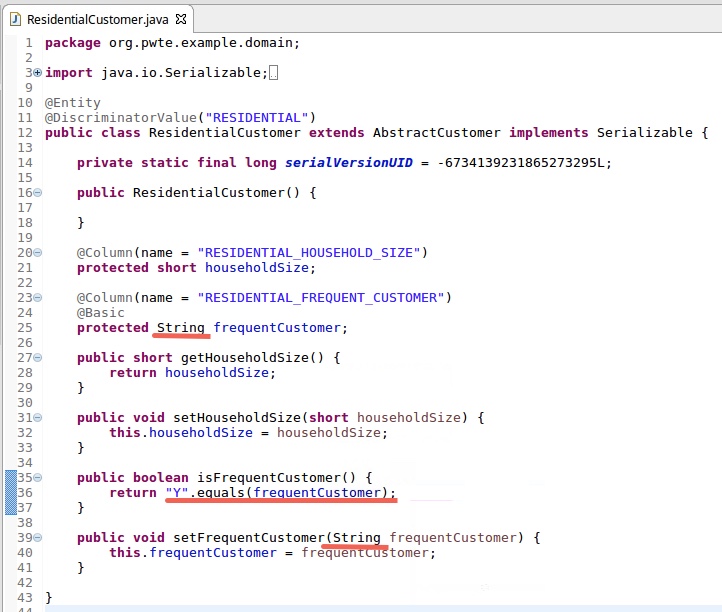 ResidentialCustomer.java
1 package org.pwte.example.domain;
2
3 import java.io.Serializable;
9
10 @Entity
11 @DiscriminatorValue("RESIDENTIAL")
12 public class ResidentialCustomer extends AbstractCustomer implements Serializable {
13
14 private static final long serialVersionUID = -6734139231865273295L;
15
16 public ResidentialCustomer() {
17
18 }
19
20 @Column(name = "RESIDENTIAL_HOUSEHOLD_SIZE")
21 protected short householdSize;
22
23 @Column(name = "RESIDENTIAL_FREQUENT_CUSTOMER")
24 @Basic
25 protected String frequentCustomer;
26
27 public short getHouseholdSize() {
28 return householdSize;
29 }
30
31 public void setHouseholdSize(short householdSize) {
32 this.householdSize = householdSize;
33 }
34
35 public boolean isFrequentCustomer() {
36 return "Y".equals(frequentCustomer);
37 }
38
39 public void setFrequentCustomer(String frequentCustomer) {
40 this.frequentCustomer = frequentCustomer;
41 }
42
43 }
44